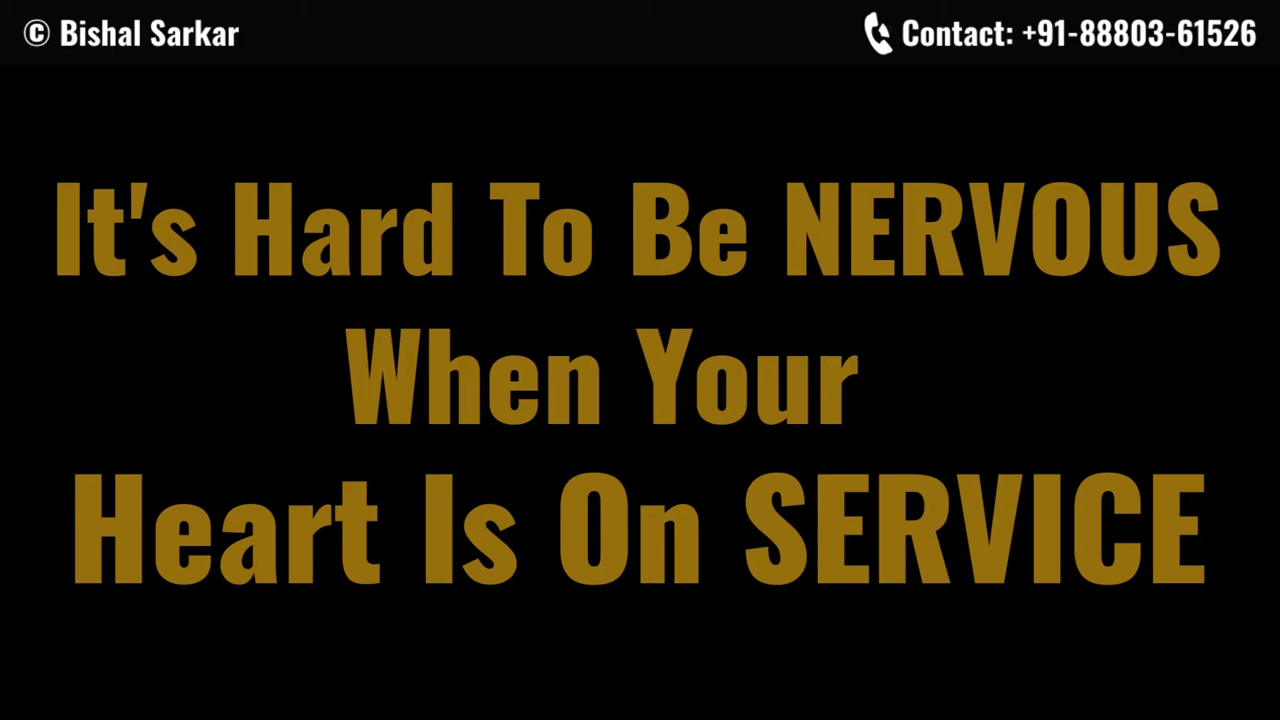 © Bishal Sarkar
Contact: +91-88803-61526
It's Hard To Be NERVOUS
When Your
Heart Is On SERVICE